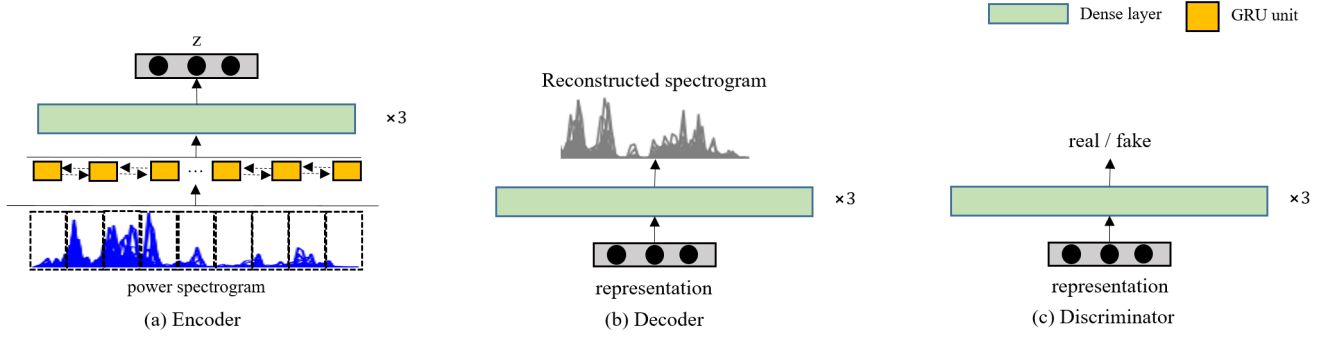 Dense layer
GRU unit
z
×3
...
power spectrogram
(a) Encoder
Reconstructed spectrogram
×3
representation
(b) Decoder
real / fake
×3
representation
(c) Discriminator